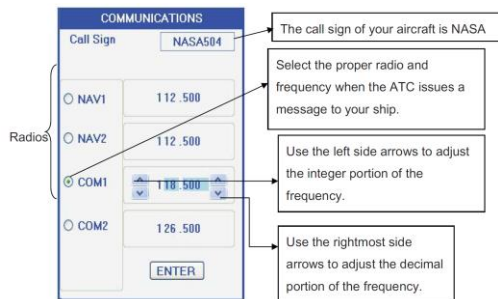 COMMUNICATIONS
Call Sign
NASA504
NAV1
112.500
NAV2
112.500
COM1
118.500
COM2
126.500
ENTER
Radios
The call sign of your aircraft is NASA
Select the proper radio and
frequency when the ATC issues a
message to your ship.
Use the left side arrows to adjust
the integer portion of the
frequency.
Use the rightmost side
arrows to adjust the decimal
portion of the frequency.